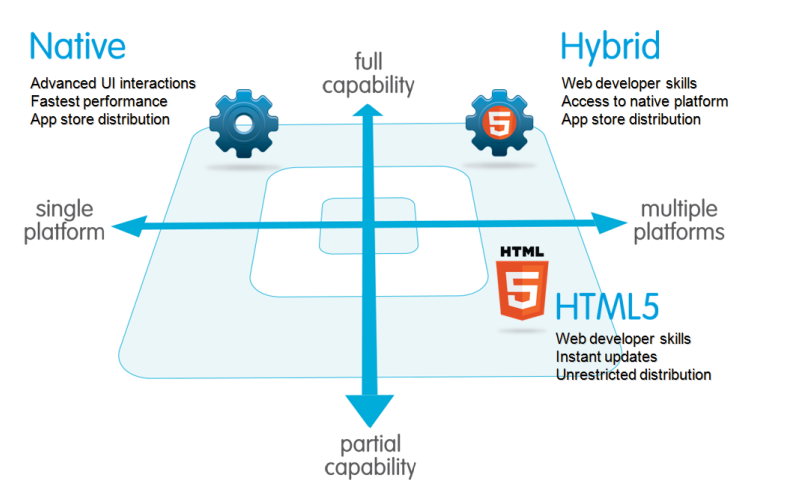 Native
Advanced UI interactions
Fastest performance
App store distribution
full
capability
Hybrid
Web developer skills
Access to native platform
App store distribution
5
single
platform
multiple
platforms
HTML
5
HTML5
Web developer skills
Instant updates
Unrestricted distribution
partial
capability